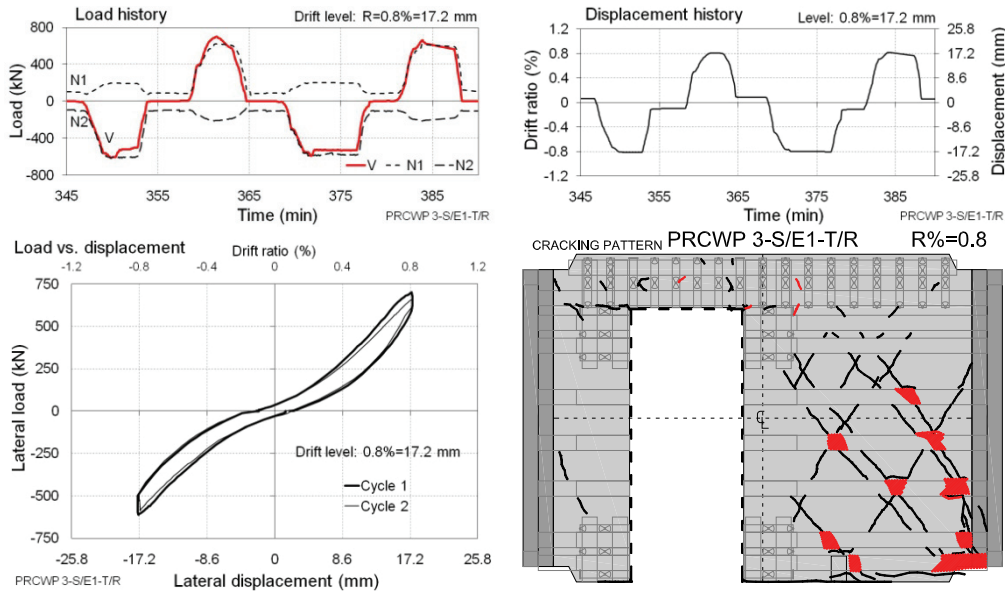 Load history
Drift level: R=0.8%=17.2 mm
Load (kN)
800
400
0
-400
-800
N1
N2
V
V N1 N2
345 355 365 375 385
Time (min)
PRCWP 3-S/E1-T/R
Displacement history
Level: 0.8%=17.2 mm
Drift ratio (%)
1.2
0.8
0.4
0
-0.4
-0.8
-1.2
25.8
17.2
8.6
0
-8.6
-17.2
-25.8
Displacement (mm)
345 355 365 375 385
Time (min)
PRCWP 3-S/E1-T/R
Load vs. displacement
Drift ratio (%)
-1.2 -0.8 -0.4 0 0.4 0.8 1.2
Lateral load (kN)
750
500
250
0
-250
-500
-750
Drift level: 0.8%=17.2 mm
Cycle 1
Cycle 2
-25.8 -17.2 -8.6 0 8.6 17.2 25.8
PRCWP 3-S/E1-T/R
Lateral displacement (mm)
CRACKING PATTERN PRCWP 3-S/E1-T/R R%=0.8
℄